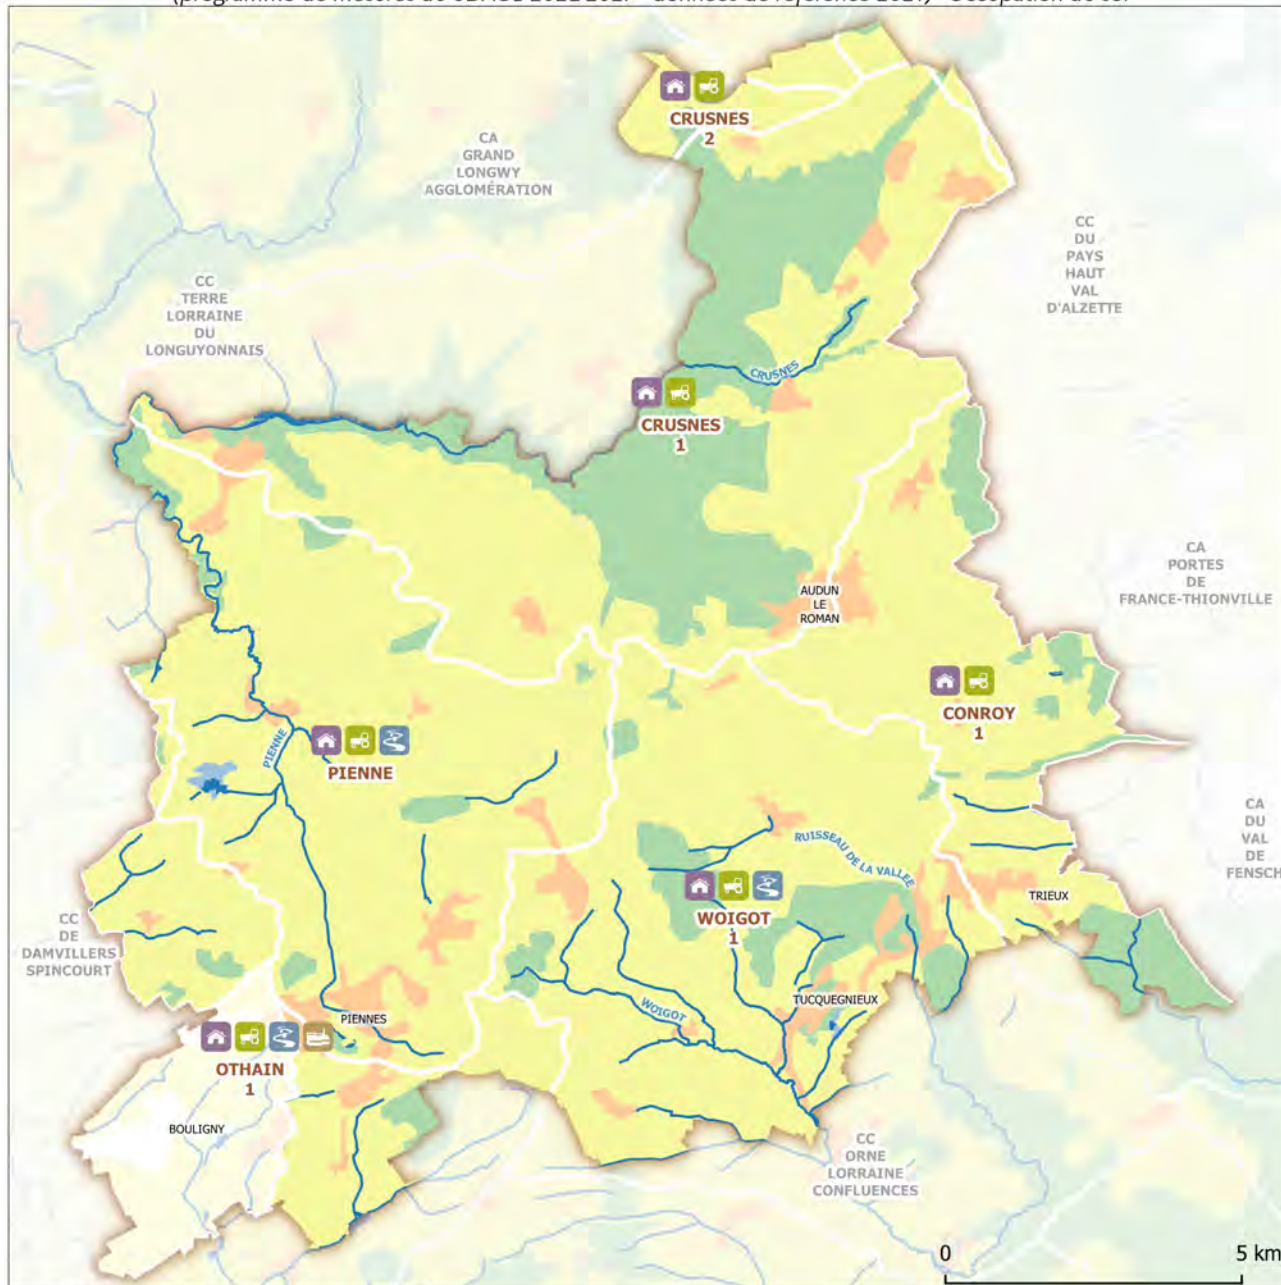 CRUSNES
2
CA
GRAND
LONGWY
AGGLOMÉRATION
CC
DU
PAYS
HAUT
VAL
D'ALZETTE
CC
TERRE
LORRAINE
DU
LONGUYONNAIS
CRUSNES
CRUSNES
1
CA
PORTES
DE
FRANCE-THIONVILLE
AUDUN
LE
ROMAN
CONROY
1
PIENNE
PIENNE
CA
DU
VAL
DE
FENSCH
RUISSEAU DE LA VALLEE
WOIGOT
1
TRIEUX
CC
DE
DAMVILLERS
SPINCOURT
TUCQUEGNIEUX
WOIGOT
PIENNES
OTHAIN
1
BOULIGNY
CC
ORNE
LORRAINE
CONFLUENCES
0 5 km